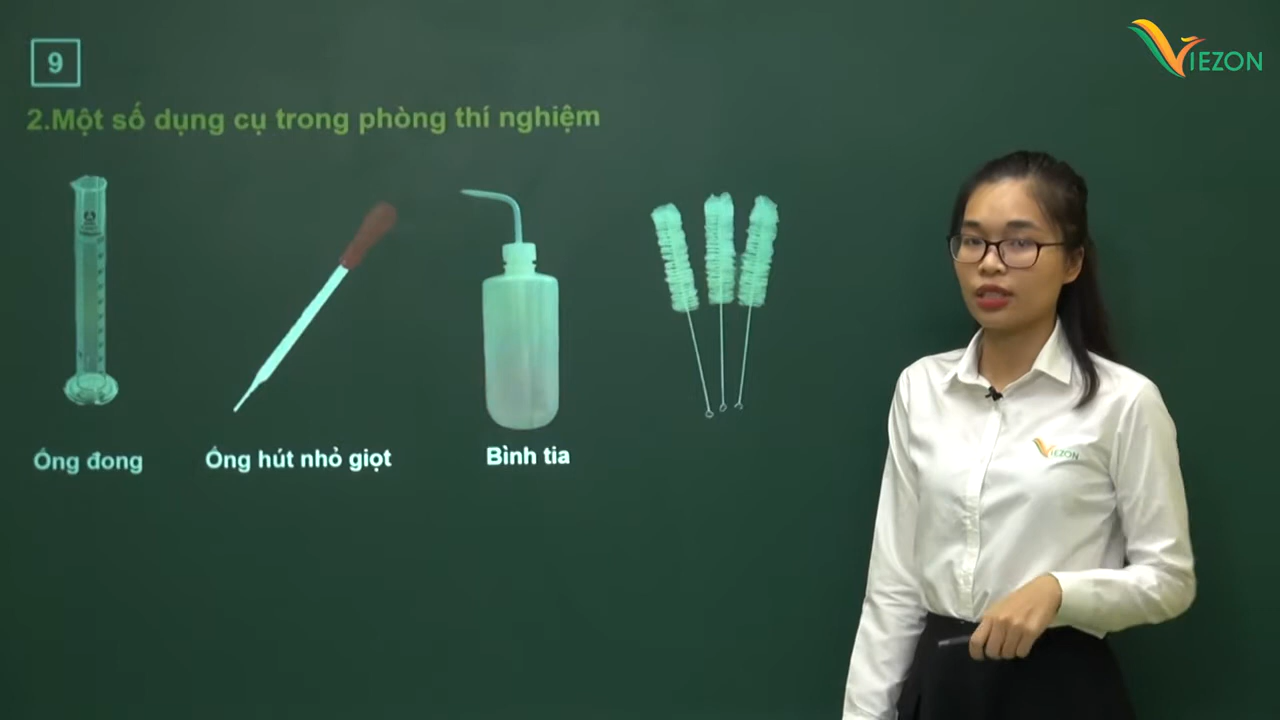 VIEZON
9
2.Một số dụng cụ trong phòng thí nghiệm
Ống đong
Ống hút nhỏ giọt
Bình tia
VIEZON